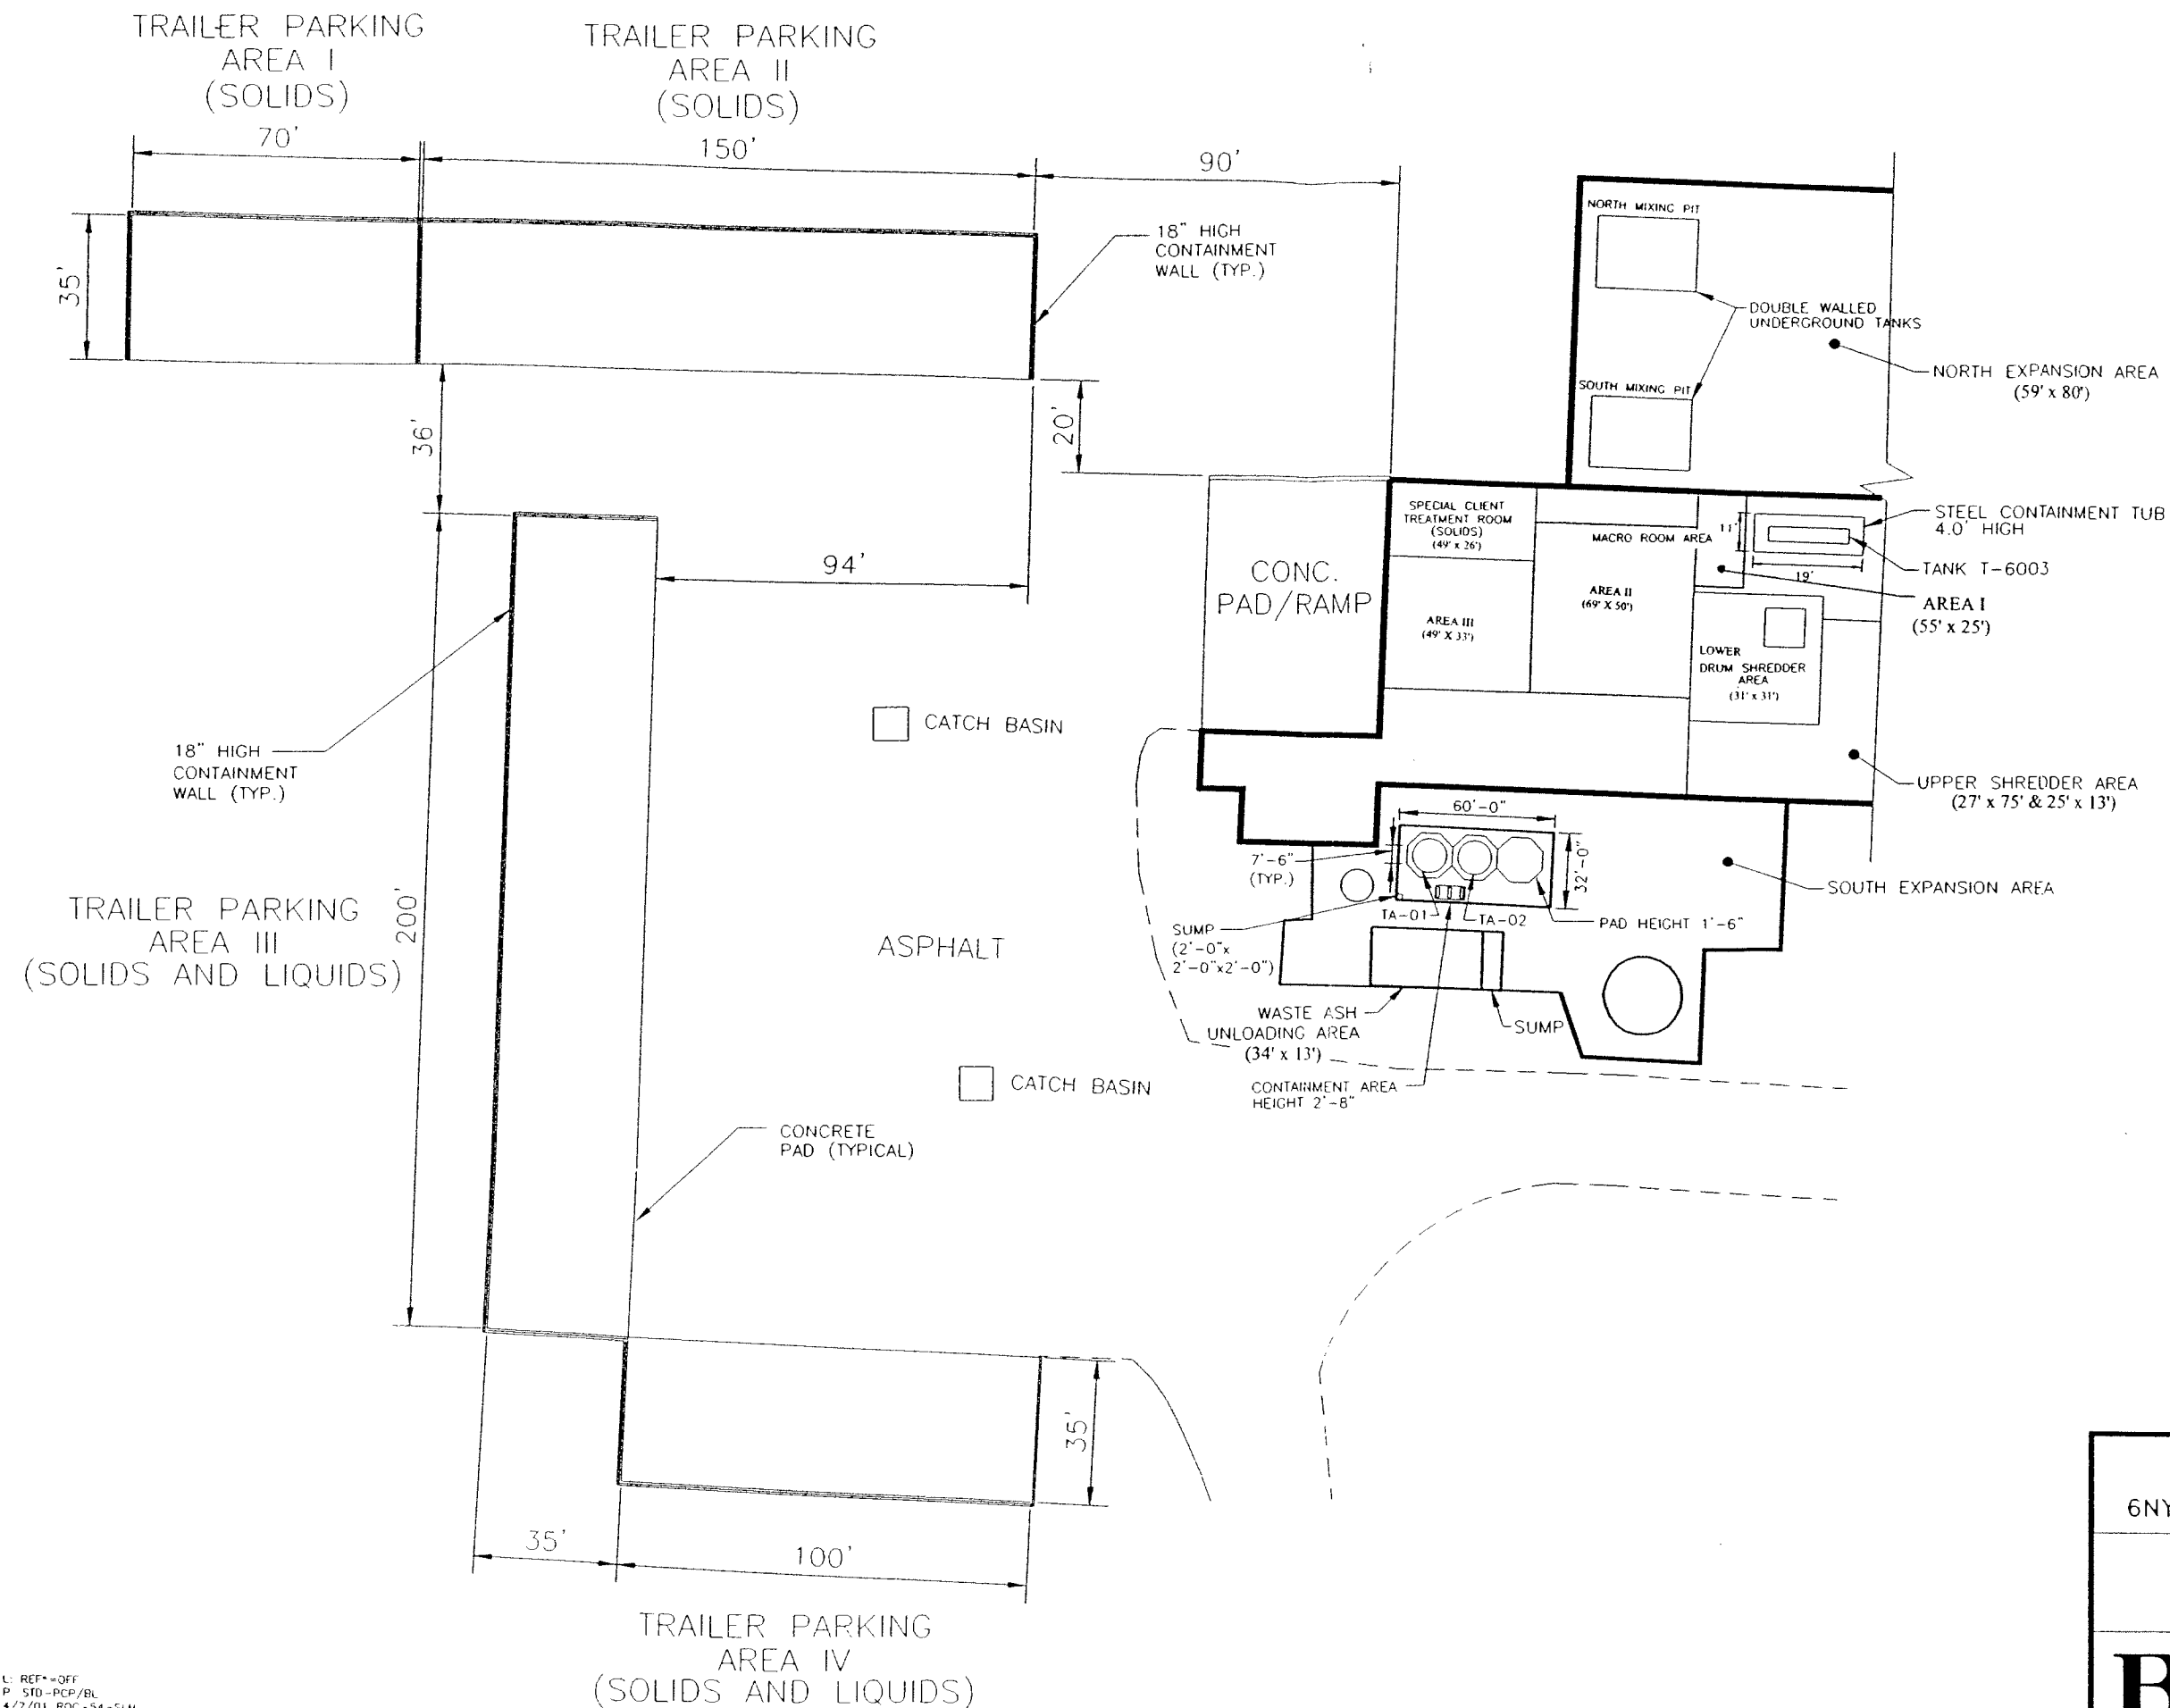 TRAILER PARKING
AREA I
(SOLIDS)
TRAILER PARKING
AREA II
(SOLIDS)
70'
150'
90'
35'
18" HIGH
CONTAINMENT
WALL (TYP.)
NORTH MIXING PIT
DOUBLE WALLED
UNDERGROUND TANKS
NORTH EXPANSION AREA
(59' x 80')
SOUTH MIXING PIT
36'
20'
94'
SPECIAL CLIENT
TREATMENT ROOM
(SOLIDS)
(49' x 26')
MACRO ROOM AREA
11'
19'
STEEL CONTAINMENT TUB
4.0' HIGH
TANK T-6003
AREA I
(55' x 25')
CONC.
PAD/RAMP
AREA II
(69' X 50')
AREA III
(49' X 33')
LOWER
DRUM SHREDDER
AREA
(31' x 31')
CATCH BASIN
18" HIGH
CONTAINMENT
WALL (TYP.)
UPPER SHREDDER AREA
(27' x 75' & 25' x 13')
60'-0"
7'-6"
(TYP.)
32'-0"
SOUTH EXPANSION AREA
TRAILER PARKING
AREA III
(SOLIDS AND LIQUIDS)
200'
ASPHALT
SUMP
(2'-0"x
2'-0"x2'-0")
TA-01
TA-02
PAD HEIGHT 1'-6"
WASTE ASH
UNLOADING AREA
(34' x 13')
SUMP
CONTAINMENT AREA
HEIGHT 2'-8"
CATCH BASIN
CONCRETE
PAD (TYPICAL)
35'
35'
100'
TRAILER PARKING
AREA IV
(SOLIDS AND LIQUIDS)
6NY
B
L: REF*=OFF
P STD-PCP/BL